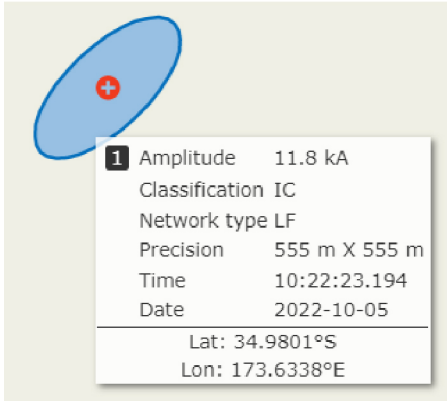 1 Amplitude 11.8 kA
Classification IC
Network type LF
Precision 555 m X 555 m
Time 10:22:23.194
Date 2022-10-05
Lat: 34.9801°S
Lon: 173.6338°E